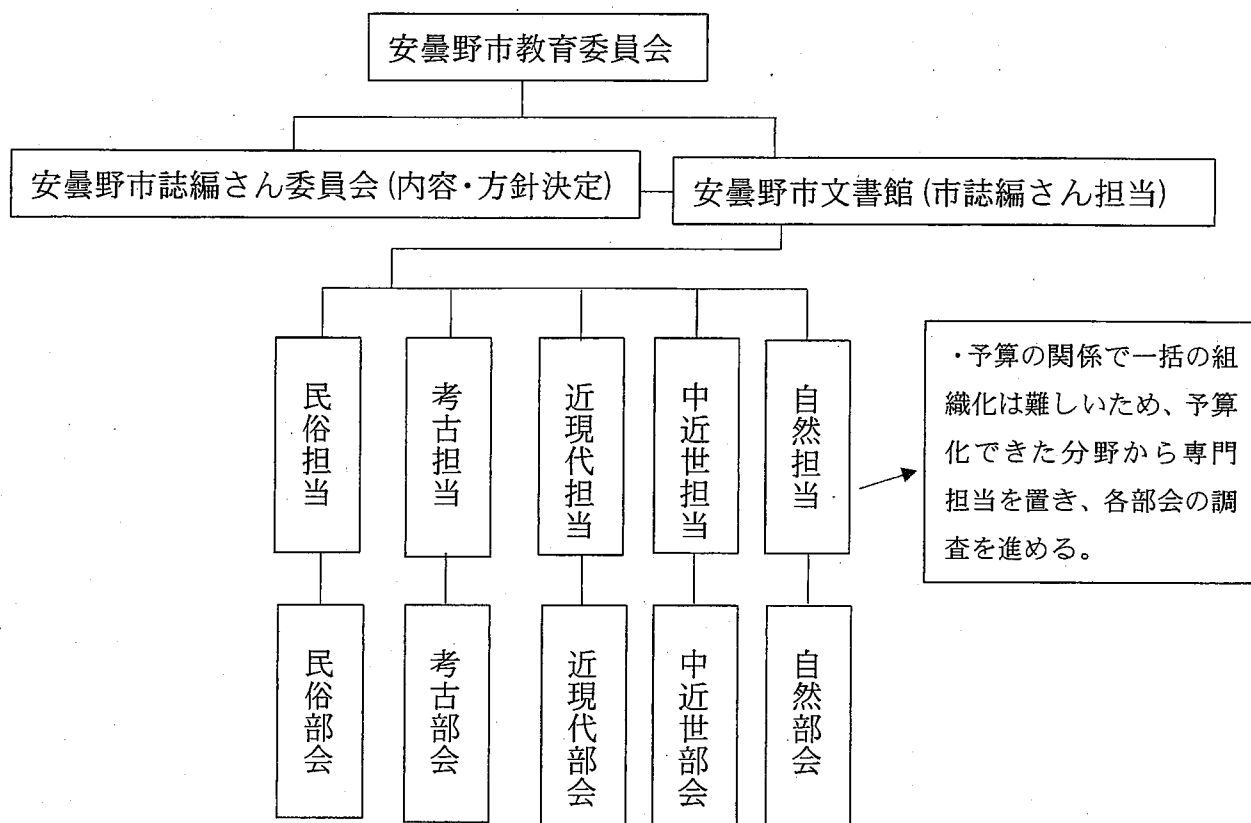 安曇野市教育委員会
安曇野市誌編さん委員会(内容・方針決定)
安曇野市文書館(市誌編さん担当)
民俗担当
考古担当
近現代担当
中近世担当
自然担当
・予算の関係で一括の組
織化は難しいため、予算
化できた分野から専門
担当を置き、各部会の調
査を進める。
民俗部会
考古部会
近現代部会
中近世部会
自然部会